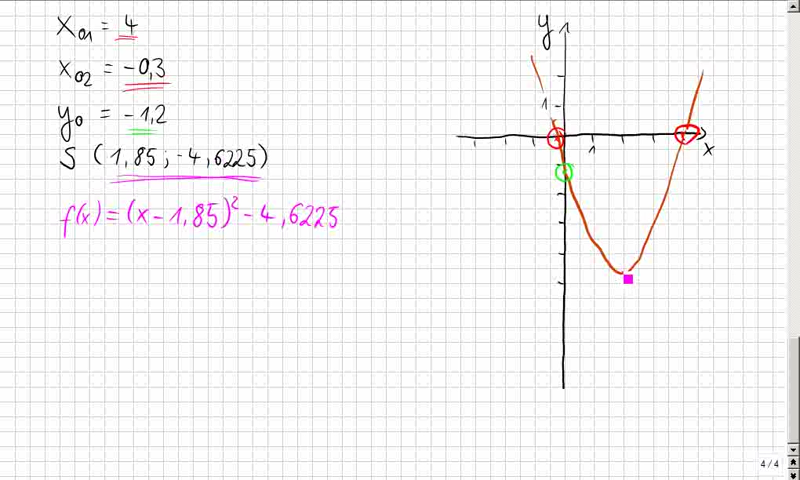 x₀₁ = 4
x₀₂ = -0,3
y₀ = -1,2
S (1,85 ; -4,6225)
f(x) = (x - 1,85)² - 4,6225
y
1
1
x
4 / 4